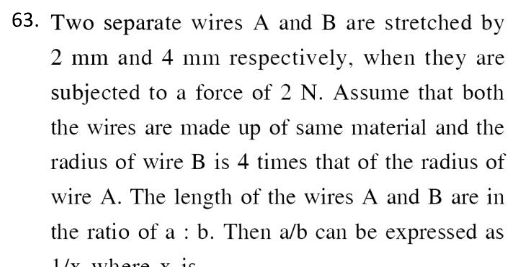 63. Two separate wires A and B are stretched by
2 mm and 4 mm respectively, when they are
subjected to a force of 2 N. Assume that both
the wires are made up of same material and the
radius of wire B is 4 times that of the radius of
wire A. The length of the wires A and B are in
the ratio of a : b. Then a/b can be expressed as
1/x where x is